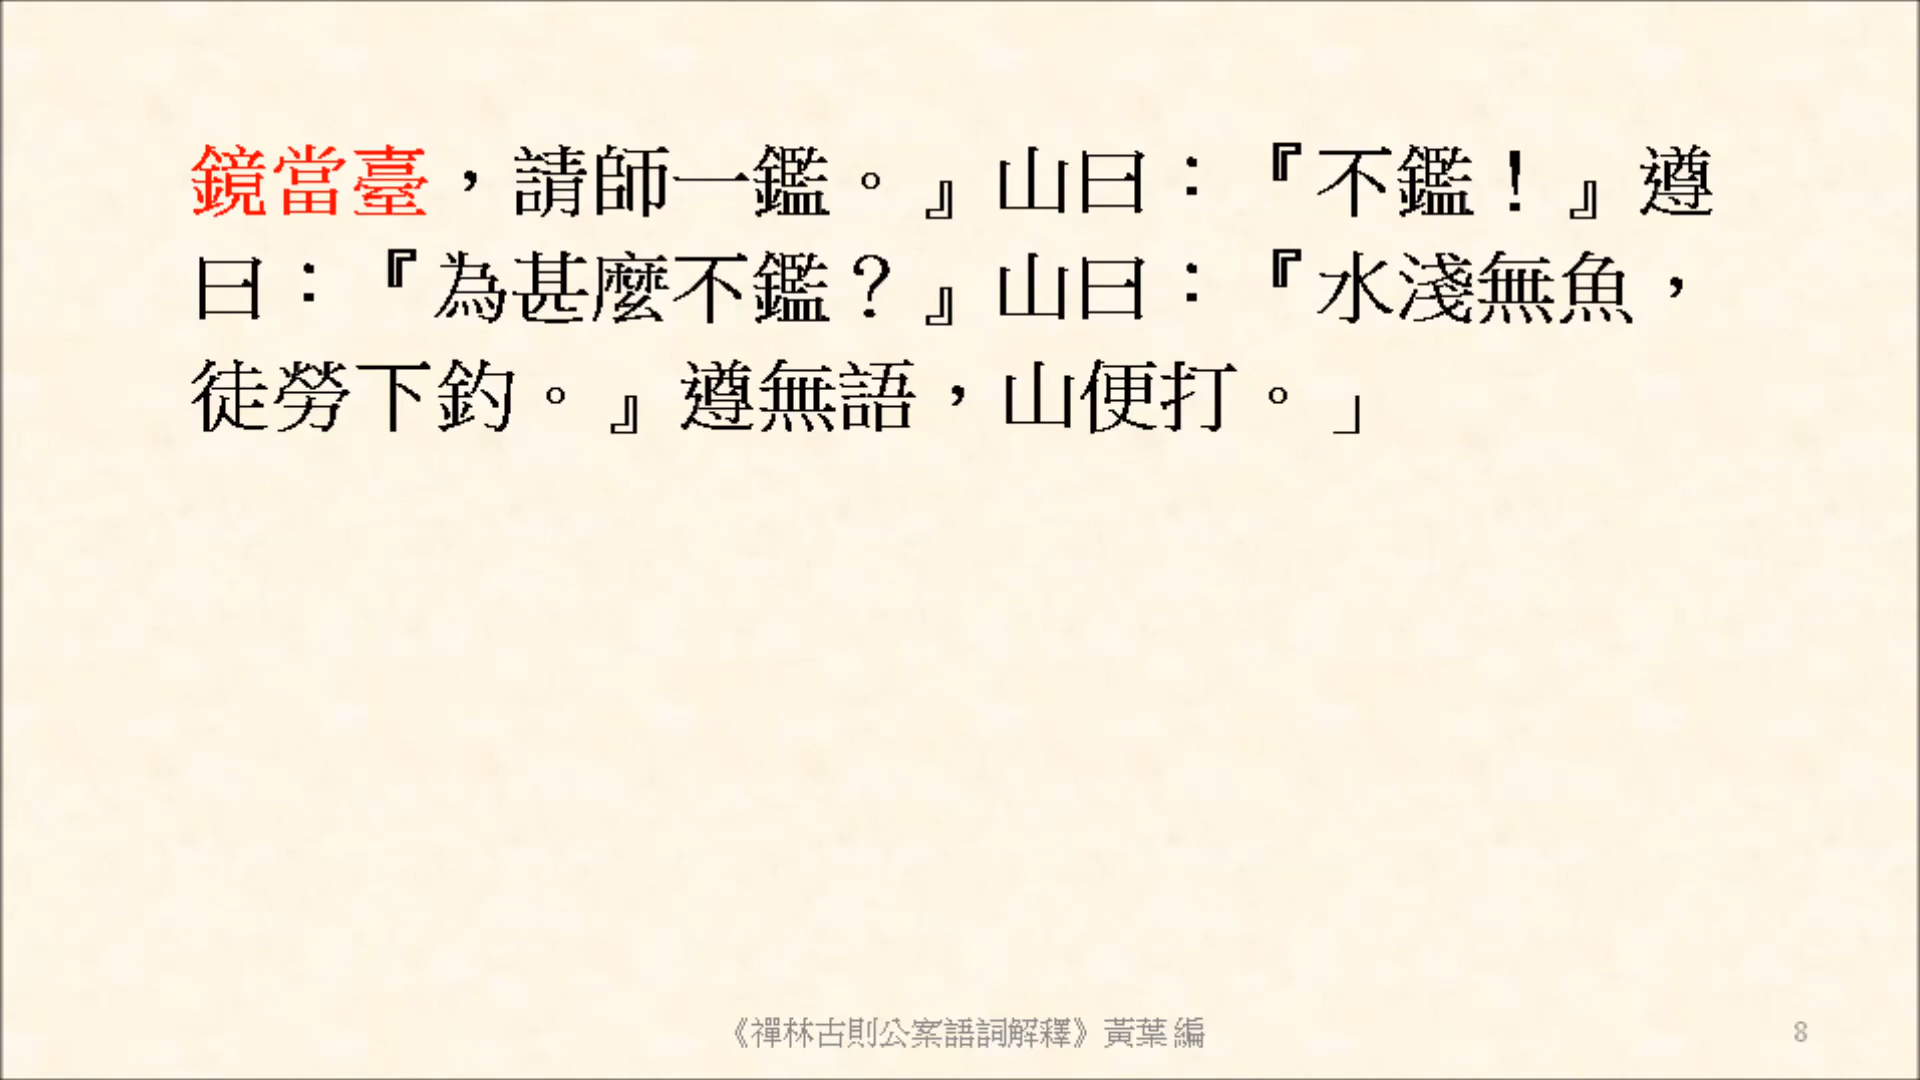 鏡當臺，請師一鑑。』山曰：『不鑑！』遵
曰：『為甚麼不鑑？』山曰：『水淺無魚，
徒勞下釣。』遵無語，山便打。」
《禪林古則公案語詞解釋》黃葉 編
8